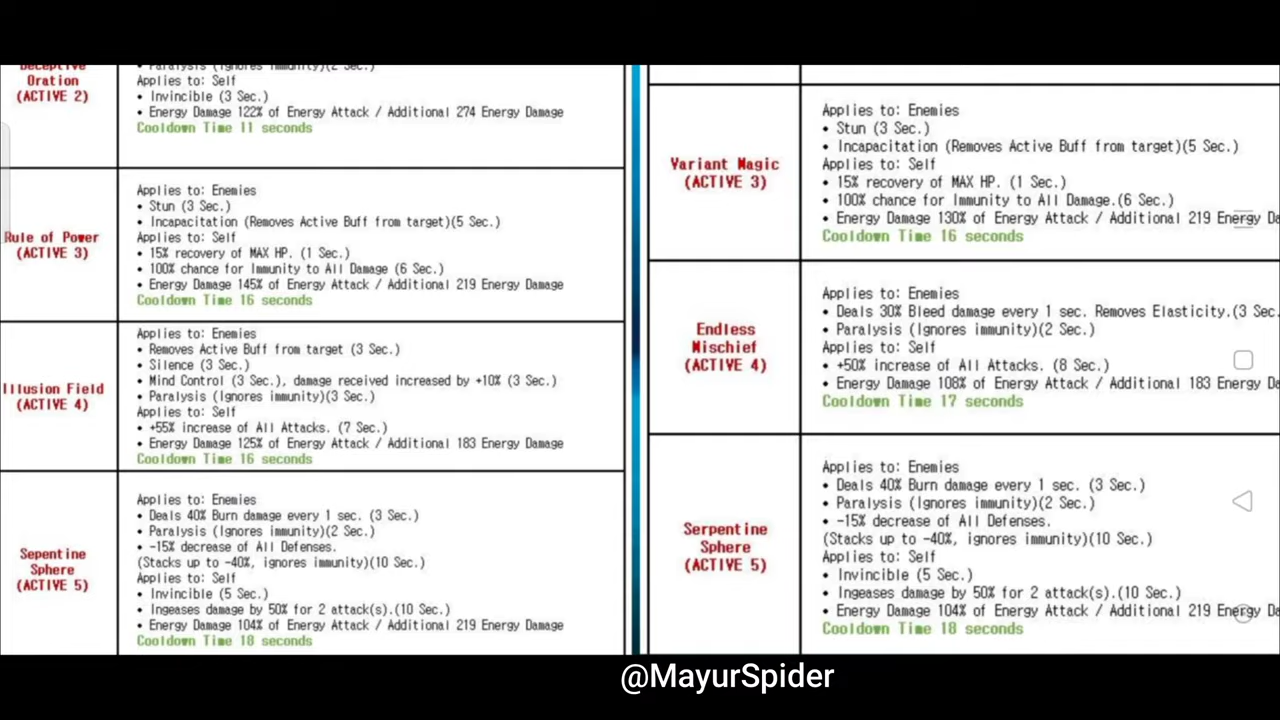 Deceptive
Oration
(ACTIVE 2)
Paralysis (Ignores immunity)(2 Sec.)
Applies to: Self
• Invincible (3 Sec.)
• Energy Damage 122% of Energy Attack / Additional 274 Energy Damage
Cooldown Time 11 seconds
Rule of Power
(ACTIVE 3)
Applies to: Enemies
• Stun (3 Sec.)
• Incapacitation (Removes Active Buff from target)(5 Sec.)
Applies to: Self
• 15% recovery of MAX HP. (1 Sec.)
• 100% chance for Immunity to All Damage (6 Sec.)
• Energy Damage 145% of Energy Attack / Additional 219 Energy Damage
Cooldown Time 16 seconds
Illusion Field
(ACTIVE 4)
Applies to: Enemies
• Removes Active Buff from target (3 Sec.)
• Silence (3 Sec.)
• Mind Control (3 Sec.), damage received increased by +10% (3 Sec.)
• Paralysis (Ignores immunity)(3 Sec.)
Applies to: Self
• +55% increase of All Attacks. (7 Sec.)
• Energy Damage 125% of Energy Attack / Additional 183 Energy Damage
Cooldown Time 16 seconds
Sepentine
Sphere
(ACTIVE 5)
Applies to: Enemies
• Deals 40% Burn damage every 1 sec. (3 Sec.)
• Paralysis (Ignores immunity)(2 Sec.)
• -15% decrease of All Defenses.
(Stacks up to -40%, ignores immunity)(10 Sec.)
Applies to: Self
• Invincible (5 Sec.)
• Ingeases damage by 50% for 2 attack(s).(10 Sec.)
• Energy Damage 104% of Energy Attack / Additional 219 Energy Damage
Cooldown Time 18 seconds
Variant Magic
(ACTIVE 3)
Applies to: Enemies
• Stun (3 Sec.)
• Incapacitation (Removes Active Buff from target)(5 Sec.)
Applies to: Self
• 15% recovery of MAX HP. (1 Sec.)
• 100% chance for Immunity to All Damage.(6 Sec.)
• Energy Damage 130% of Energy Attack / Additional 219 Energy Da
Cooldown Time 16 seconds
Endless
Mischief
(ACTIVE 4)
Applies to: Enemies
• Deals 30% Bleed damage every 1 sec. Removes Elasticity.(3 Sec.
• Paralysis (Ignores immunity)(2 Sec.)
Applies to: Self
• +50% increase of All Attacks. (8 Sec.)
• Energy Damage 108% of Energy Attack / Additional 183 Energy Da
Cooldown Time 17 seconds
Serpentine
Sphere
(ACTIVE 5)
Applies to: Enemies
• Deals 40% Burn damage every 1 sec. (3 Sec.)
• Paralysis (Ignores immunity)(2 Sec.)
• -15% decrease of All Defenses.
(Stacks up to -40%, ignores immunity)(10 Sec.)
Applies to: Self
• Invincible (5 Sec.)
• Ingeases damage by 50% for 2 attack(s).(10 Sec.)
• Energy Damage 104% of Energy Attack / Additional 219 Energy Da
Cooldown Time 18 seconds
@MayurSpider